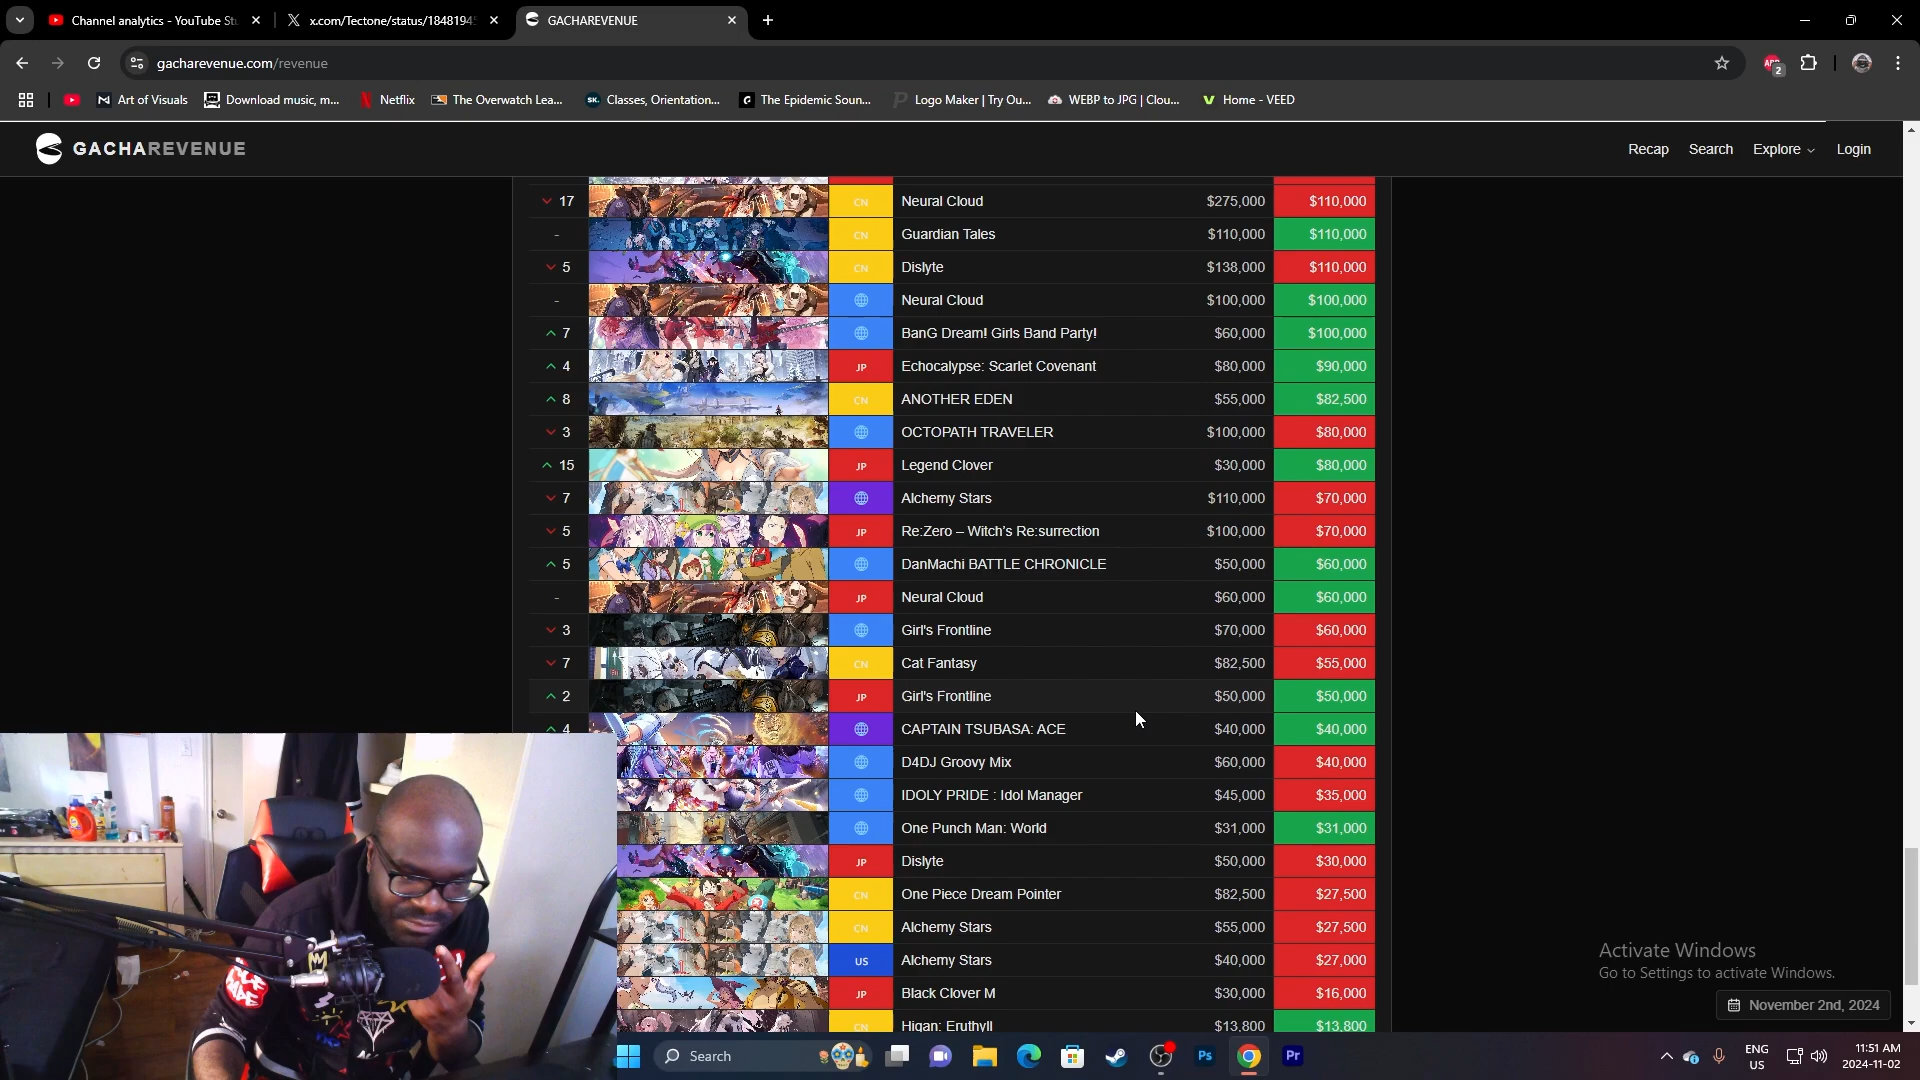 Channel analytics - YouTube St
x.com/Tectone/status/1848194
GACHAREVENUE
gacharevenue.com/revenue
2
Art of Visuals
Download music, m...
Netflix
The Overwatch Lea...
SK.
Classes, Orientation...
The Epidemic Soun...
Logo Maker | Try Ou...
WEBP to JPG | Clou...
Home - VEED
GACHAREVENUE
Recap
Search
Explore
Login
17 CN Neural Cloud $275,000 $110,000
- CN Guardian Tales $110,000 $110,000
5 CN Dislyte $138,000 $110,000
- Neural Cloud $100,000 $100,000
7 BanG Dream! Girls Band Party! $60,000 $100,000
4 JP Echocalypse: Scarlet Covenant $80,000 $90,000
8 CN ANOTHER EDEN $55,000 $82,500
3 OCTOPATH TRAVELER $100,000 $80,000
15 JP Legend Clover $30,000 $80,000
7 Alchemy Stars $110,000 $70,000
5 JP Re:Zero – Witch's Re:surrection $100,000 $70,000
5 DanMachi BATTLE CHRONICLE $50,000 $60,000
- JP Neural Cloud $60,000 $60,000
3 Girl's Frontline $70,000 $60,000
7 CN Cat Fantasy $82,500 $55,000
2 JP Girl's Frontline $50,000 $50,000
4 CAPTAIN TSUBASA: ACE $40,000 $40,000
D4DJ Groovy Mix $60,000 $40,000
IDOLY PRIDE : Idol Manager $45,000 $35,000
One Punch Man: World $31,000 $31,000
JP Dislyte $50,000 $30,000
CN One Piece Dream Pointer $82,500 $27,500
CN Alchemy Stars $55,000 $27,500
US Alchemy Stars $40,000 $27,000
JP Black Clover M $30,000 $16,000
CN Higan: Eruthyll $13,800 $13,800
Activate Windows
Go to Settings to activate Windows.
November 2nd, 2024
Search
Ps
Pr
ENG
US
11:51 AM
2024-11-02